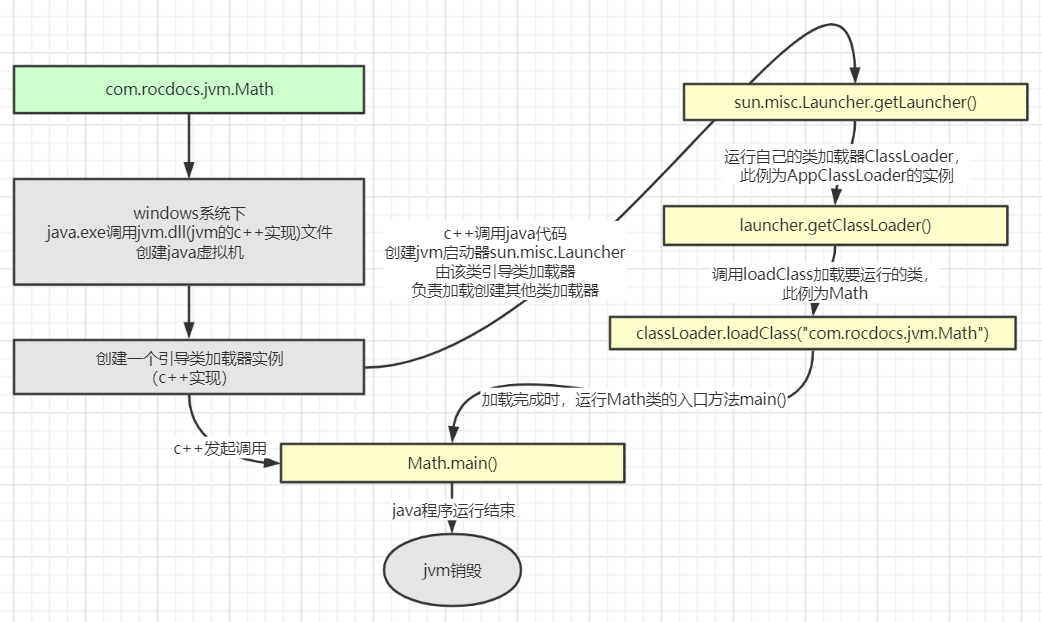 com.rocdocs.jvm.Math
windows系统下
java.exe调用jvm.dll(jvm的c++实现)文件
创建java虚拟机
创建一个引导类加载器实例
（c++实现）
c++调用java代码
创建jvm启动器sun.misc.Launcher
由该类引导类加载器
负责加载创建其他类加载器
sun.misc.Launcher.getLauncher()
运行自己的类加载器ClassLoader，
此例为AppClassLoader的实例
launcher.getClassLoader()
调用loadClass加载要运行的类，
此例为Math
classLoader.loadClass("com.rocdocs.jvm.Math")
加载完成时，运行Math类的入口方法main()
c++发起调用
Math.main()
java程序运行结束
jvm销毁